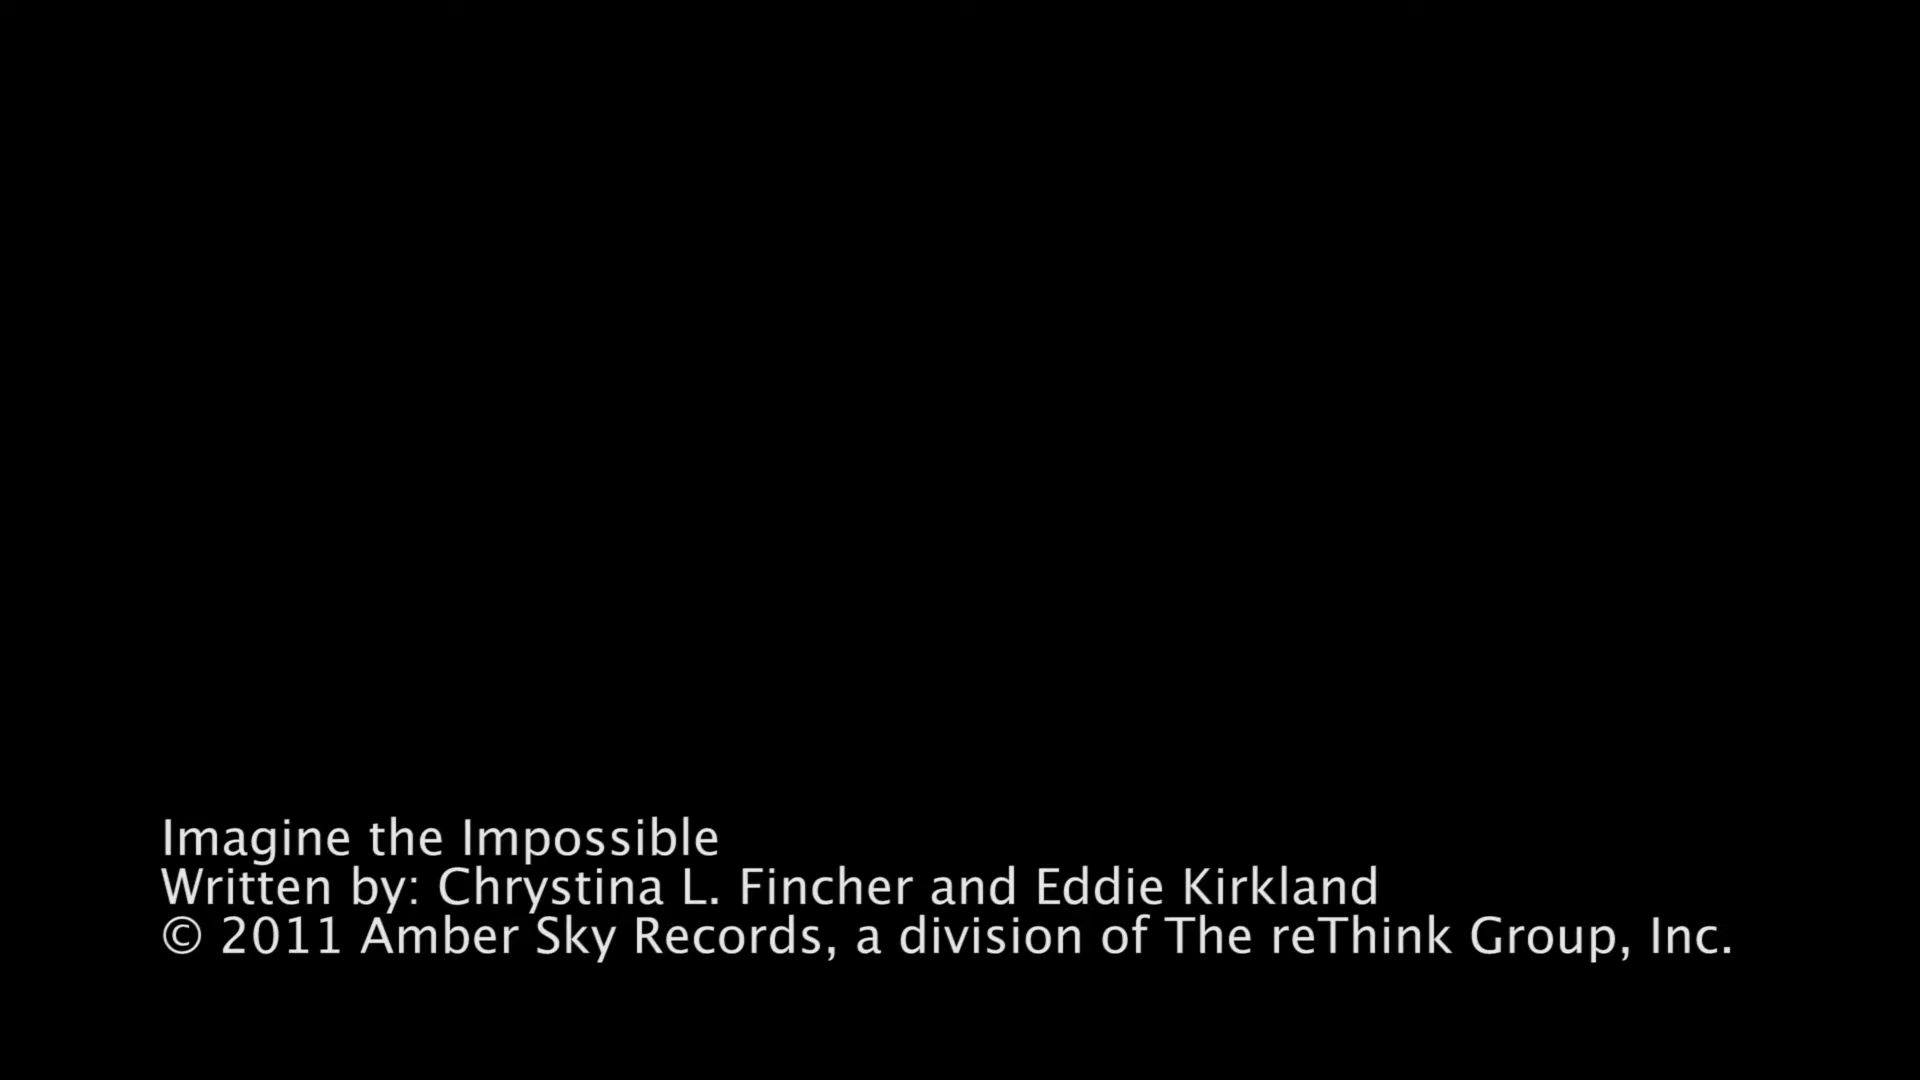 Imagine the Impossible
Written by: Chrystina L. Fincher and Eddie Kirkland
© 2011 Amber Sky Records, a division of The reThink Group, Inc.